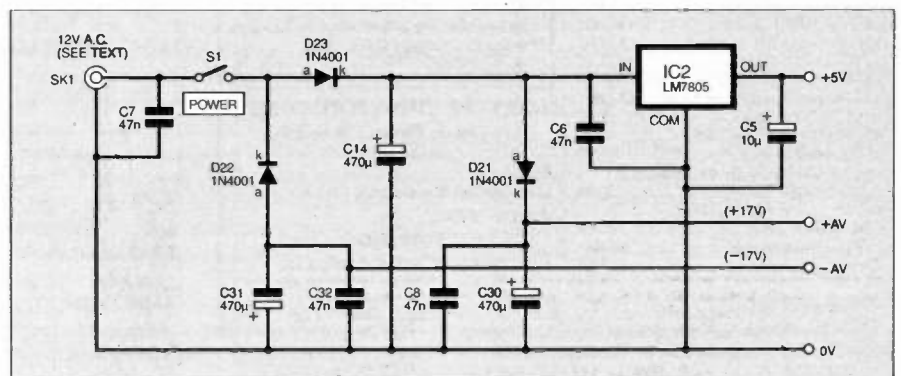 12V A.C.
(SEE TEXT)
SK1
S1
POWER
C7
47n
D23
1N4001
a
k
D22
1N4001
k
a
C14
470µ
D21
1N4001
a
k
C6
47n
IN
IC2
LM7805
OUT
COM
C5
10µ
+
+5V
(+17V)
+AV
(−17V)
−AV
C31
470µ
+
C32
47n
C8
47n
C30
470µ
+
0V